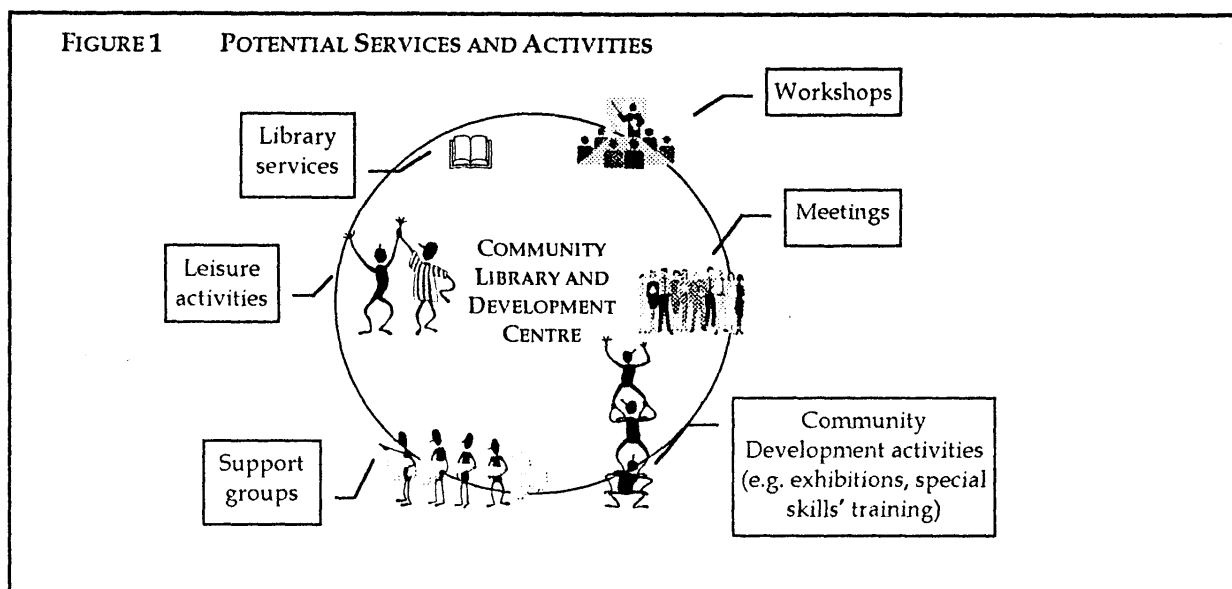 FIGURE 1 POTENTIAL SERVICES AND ACTIVITIES
Workshops
Library
services
Meetings
COMMUNITY
LIBRARY AND
DEVELOPMENT
CENTRE
Leisure
activities
Community
Development activities
(e.g. exhibitions, special
skills' training)
Support
groups